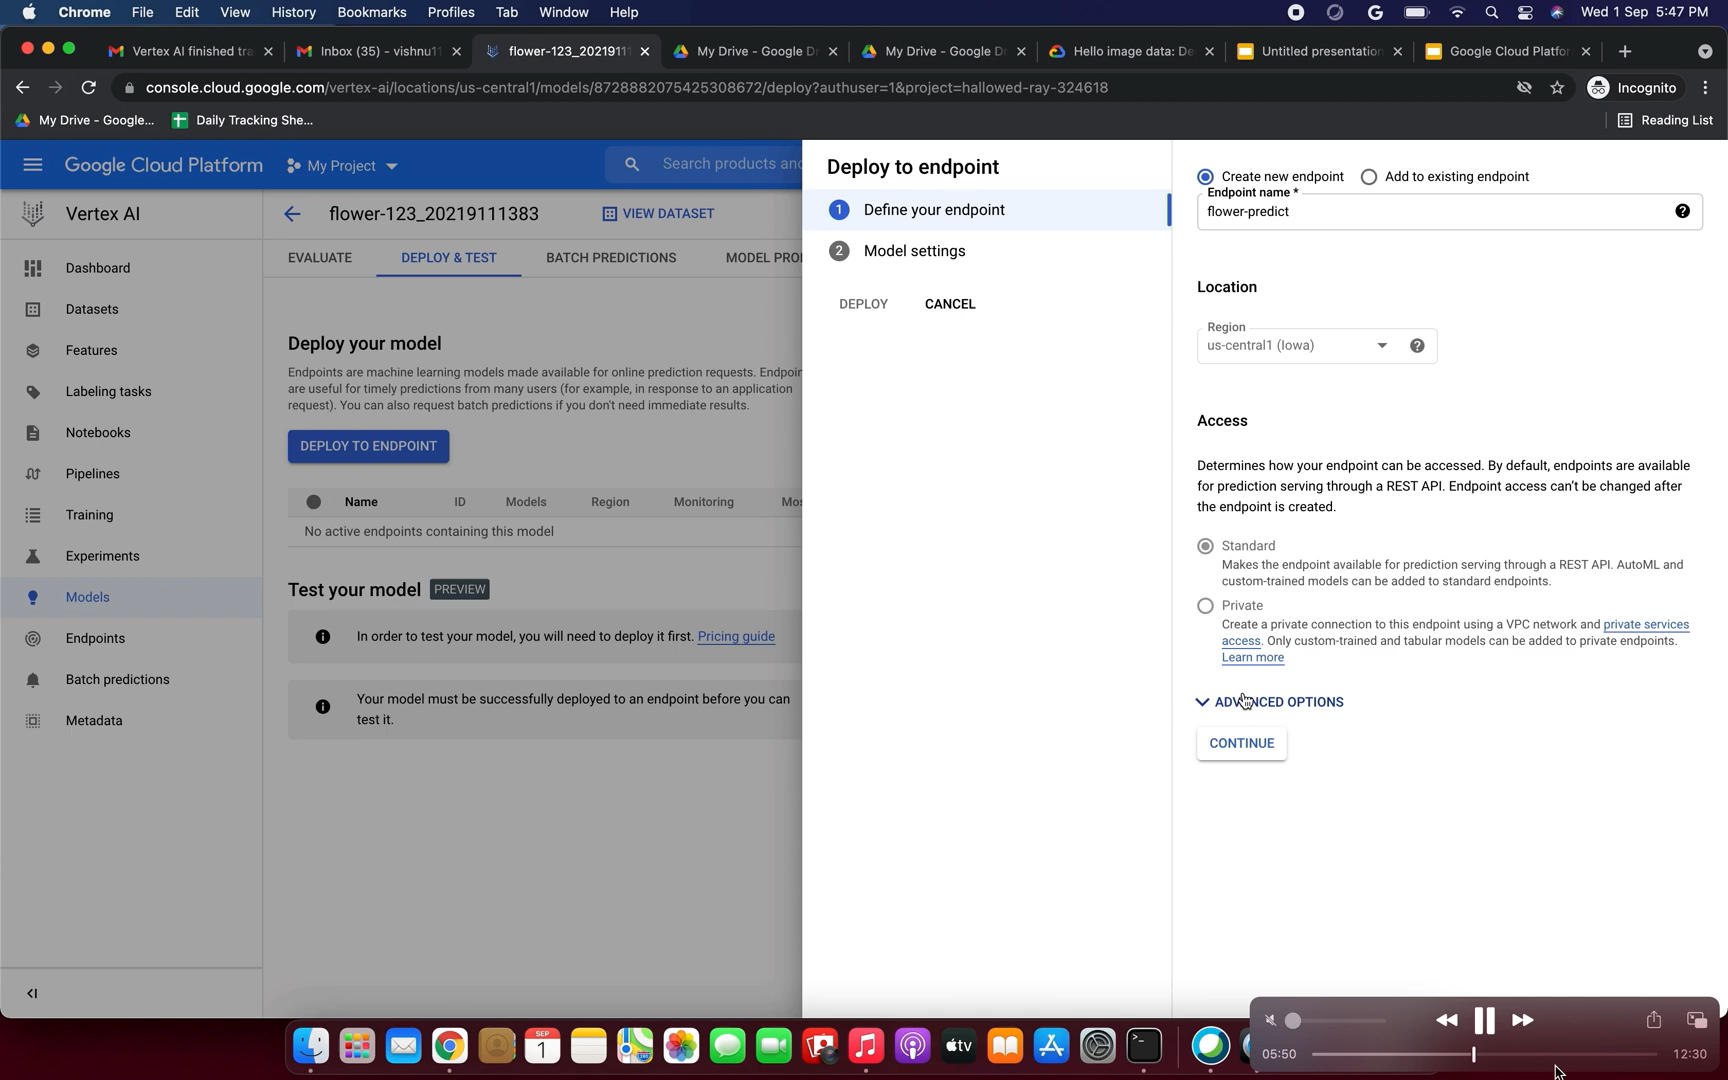 Chrome File Edit View History Bookmarks Profiles Tab Window Help Wed 1 Sep 5:47 PM
Vertex AI finished tra Inbox (35) - vishnu1 flower-123_2021911 My Drive - Google D My Drive - Google D Hello image data: De Untitled presentation Google Cloud Platfor
console.cloud.google.com/vertex-ai/locations/us-central1/models/8728882075425308672/deploy?authuser=1&project=hallowed-ray-324618 Incognito
My Drive - Google... Daily Tracking She... Reading List
Google Cloud Platform My Project Search products and
Vertex AI
Dashboard
Datasets
Features
Labeling tasks
Notebooks
Pipelines
Training
Experiments
Models
Endpoints
Batch predictions
Metadata
flower-123_20219111383 VIEW DATASET
EVALUATE DEPLOY & TEST BATCH PREDICTIONS MODEL PRO
Deploy your model
Endpoints are machine learning models made available for online prediction requests. Endpoin
are useful for timely predictions from many users (for example, in response to an application
request). You can also request batch predictions if you don't need immediate results.
DEPLOY TO ENDPOINT
Name ID Models Region Monitoring Mos
No active endpoints containing this model
Test your model PREVIEW
In order to test your model, you will need to deploy it first. Pricing guide
Your model must be successfully deployed to an endpoint before you can
test it.
Deploy to endpoint
1 Define your endpoint
2 Model settings
DEPLOY CANCEL
Create new endpoint Add to existing endpoint
Endpoint name *
flower-predict
Location
Region
us-central1 (Iowa)
Access
Determines how your endpoint can be accessed. By default, endpoints are available
for prediction serving through a REST API. Endpoint access can't be changed after
the endpoint is created.
Standard
Makes the endpoint available for prediction serving through a REST API. AutoML and
custom-trained models can be added to standard endpoints.
Private
Create a private connection to this endpoint using a VPC network and private services
access. Only custom-trained and tabular models can be added to private endpoints.
Learn more
ADVANCED OPTIONS
CONTINUE
SEP
1
tv
05:50 12:30